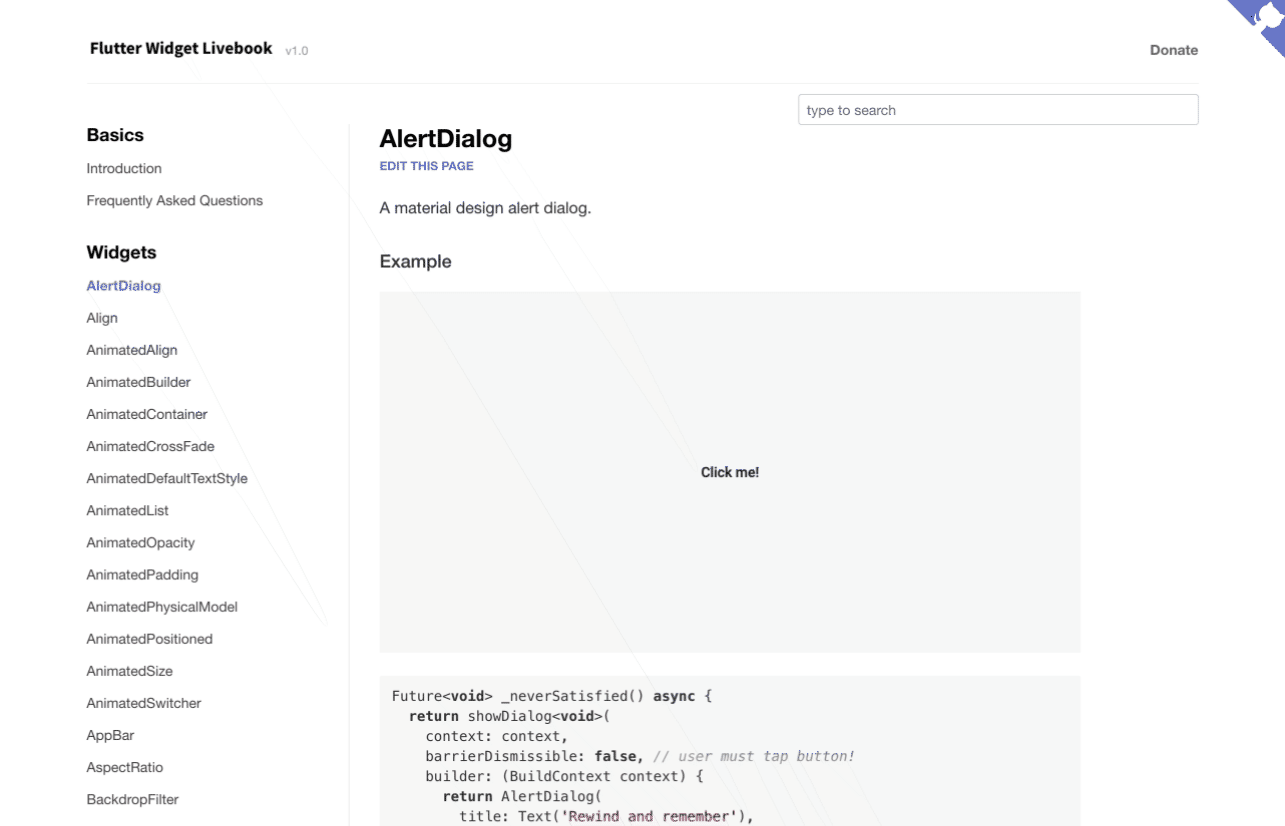 Flutter Widget Livebook v1.0
Donate
type to search
Basics
Introduction
Frequently Asked Questions
Widgets
AlertDialog
Align
AnimatedAlign
AnimatedBuilder
AnimatedContainer
AnimatedCrossFade
AnimatedDefaultTextStyle
AnimatedList
AnimatedOpacity
AnimatedPadding
AnimatedPhysicalModel
AnimatedPositioned
AnimatedSize
AnimatedSwitcher
AppBar
AspectRatio
BackdropFilter
AlertDialog
EDIT THIS PAGE
A material design alert dialog.
Example
Click me!
Future<void> _neverSatisfied() async {
  return showDialog<void>(
    context: context,
    barrierDismissible: false, // user must tap button!
    builder: (BuildContext context) {
      return AlertDialog(
        title: Text('Rewind and remember'),